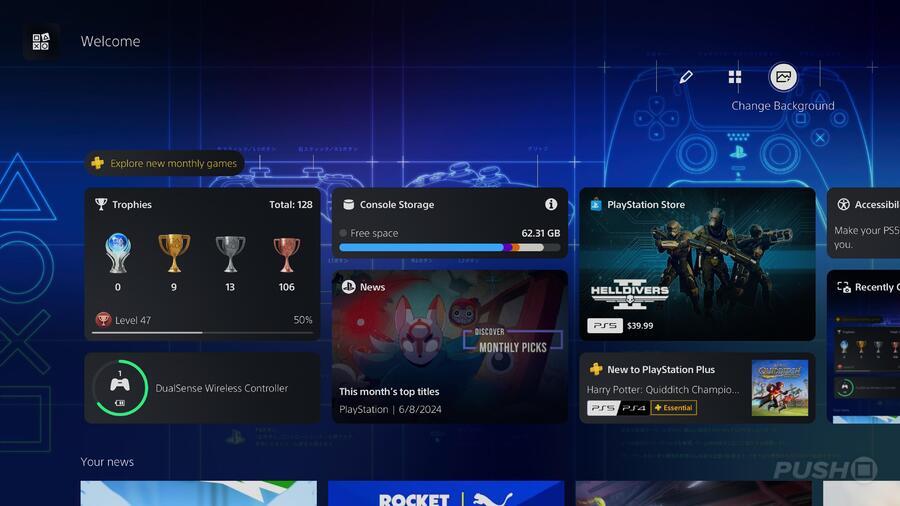 Welcome
Change Background
Explore new monthly games
Trophies
Total: 128
0
9
13
106
Level 47
50%
1
DualSense Wireless Controller
Console Storage
Free space
62.31 GB
News
DISCOVER
MONTHLY PICKS
This month's top titles
PlayStation | 6/8/2024
PlayStation Store
HELLDIVERS
II
PS5
$39.99
New to PlayStation Plus
Harry Potter: Quidditch Champio...
QUIDDITCH
PS5 PS4 Essential
Accessibil
Make your PS5
you.
Recently C
Your news
ROCKET
PUSH